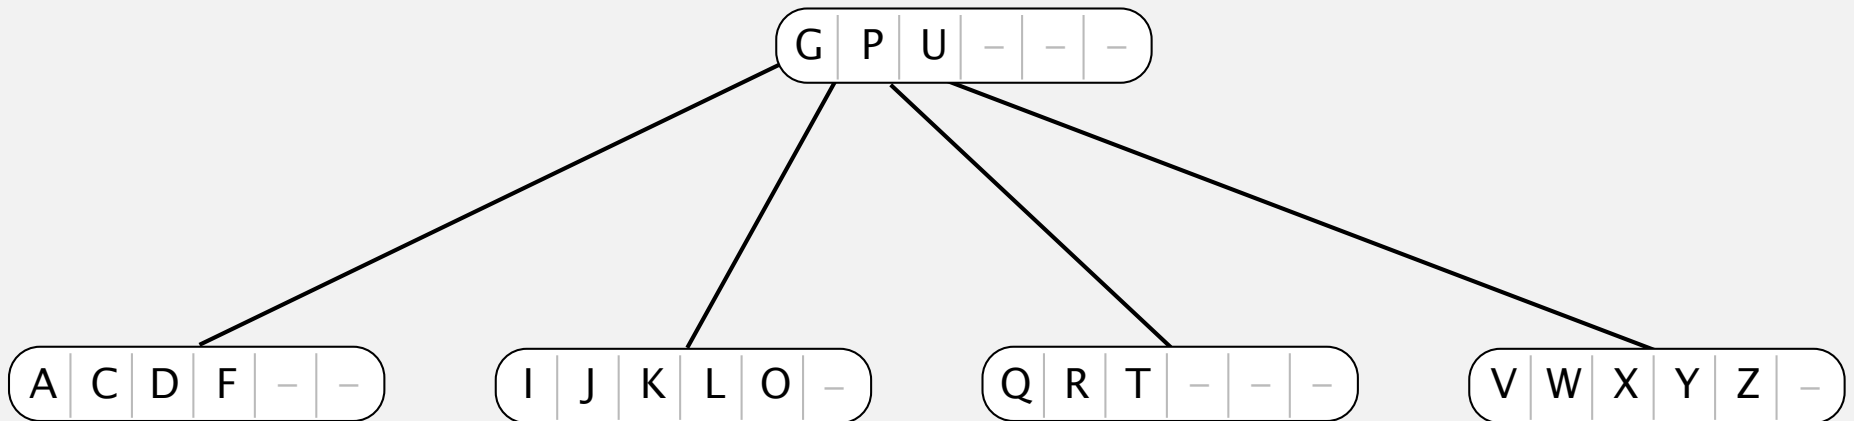 G P U – – –
A C D F – –
I J K L O –
Q R T – – –
V W X Y Z –